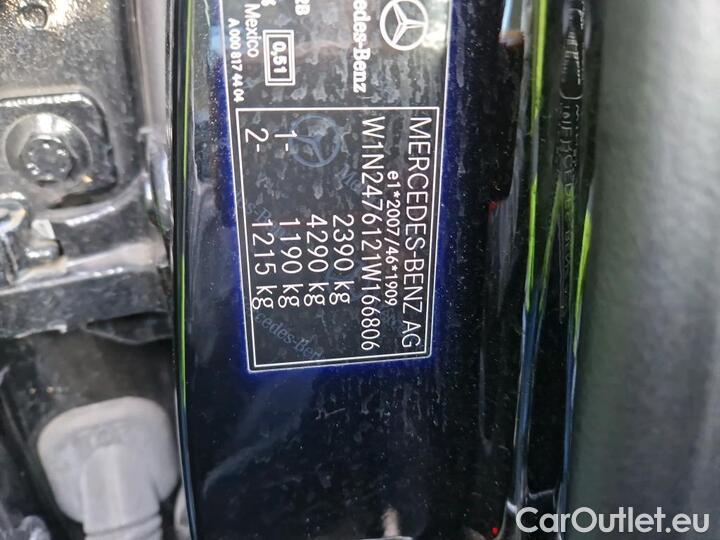 Mercedes-Benz
Mexico
0,51
A 000 817 44 04
MERCEDES-BENZ AG
e1*2007/46*1909
W1N2476121W166806
2390 kg
4290 kg
1- 1190 kg
2- 1215 kg
CarOutlet.eu